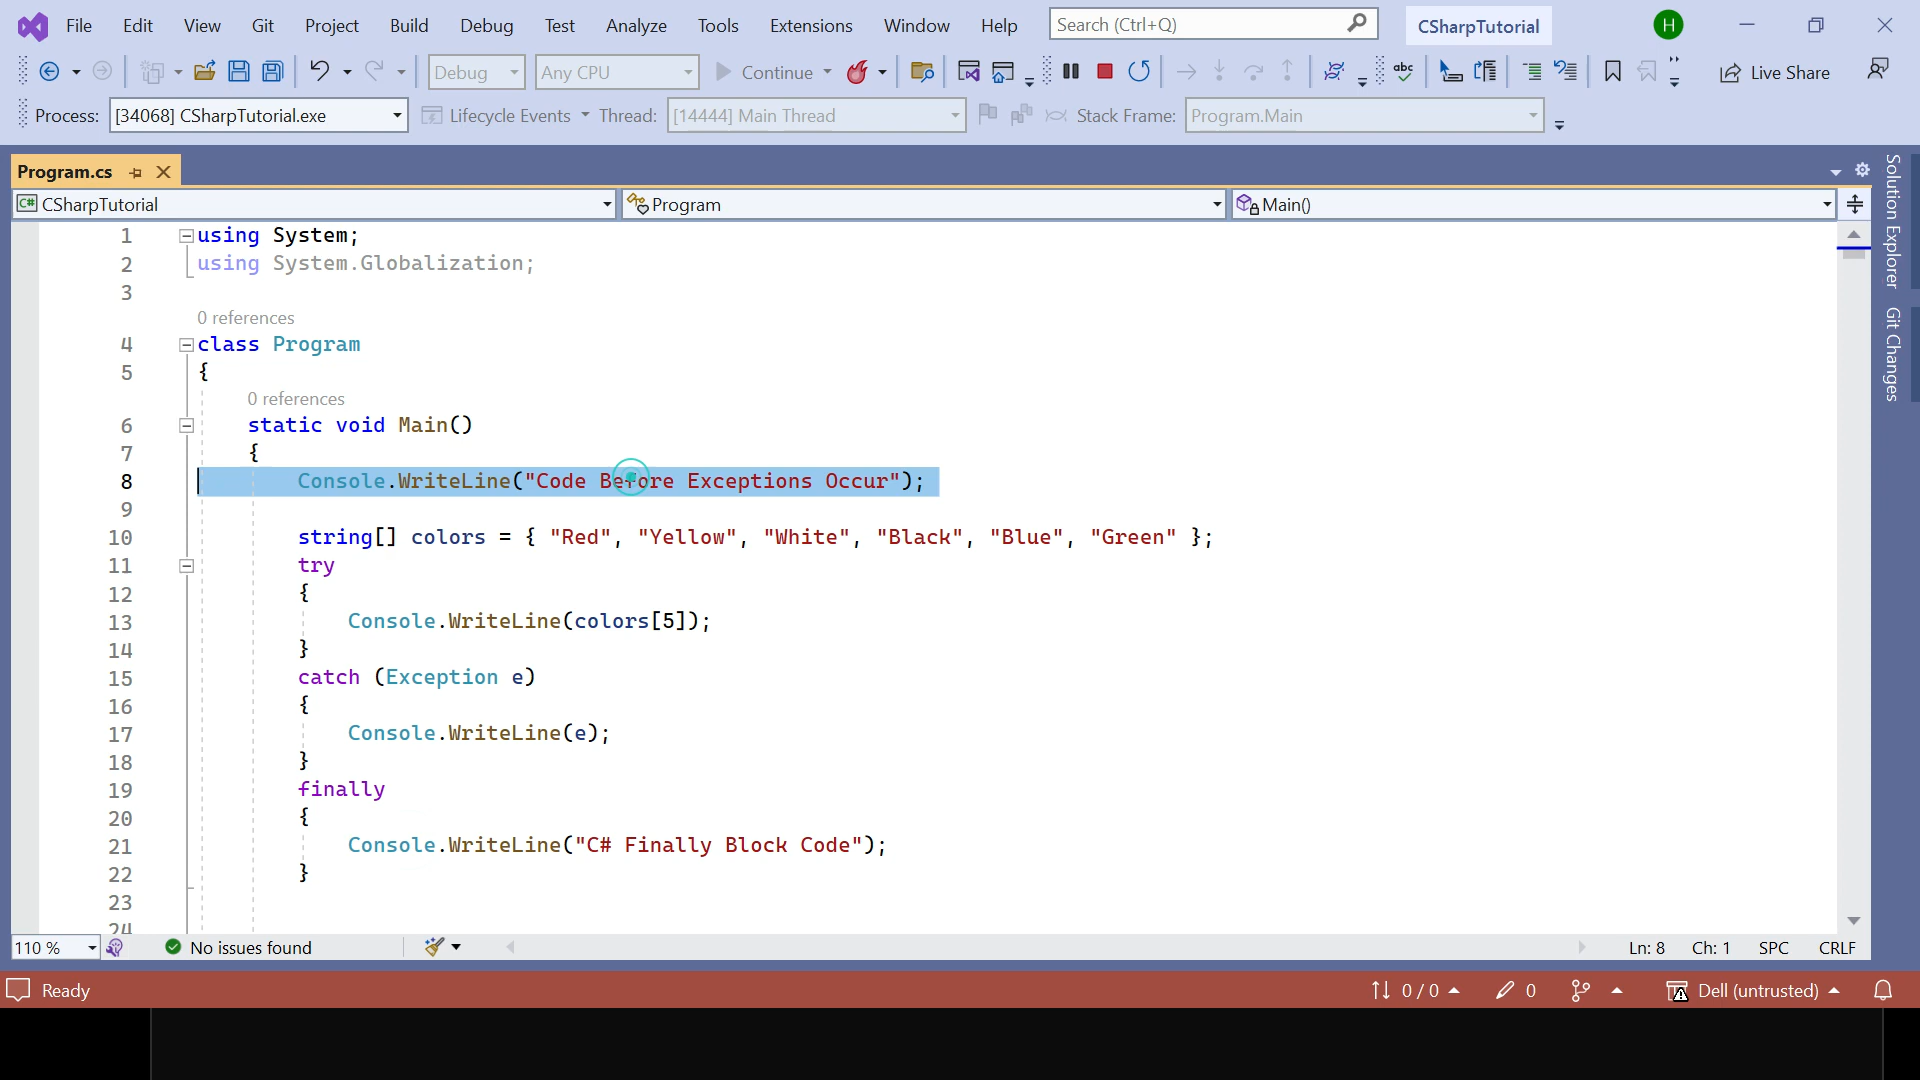 File Edit View Git Project Build Debug Test Analyze Tools Extensions Window Help Search (Ctrl+Q) CSharpTutorial H
Debug Any CPU Continue abc Live Share
Process: [34068] CSharpTutorial.exe Lifecycle Events Thread: [14444] Main Thread Stack Frame: Program.Main
Program.cs
C# CSharpTutorial Program Main()
Solution Explorer
Git Changes
1 using System;
2 using System.Globalization;
3
0 references
4 class Program
5 {
0 references
6 static void Main()
7 {
8 Console.WriteLine("Code Before Exceptions Occur");
9
10 string[] colors = { "Red", "Yellow", "White", "Black", "Blue", "Green" };
11 try
12 {
13 Console.WriteLine(colors[5]);
14 }
15 catch (Exception e)
16 {
17 Console.WriteLine(e);
18 }
19 finally
20 {
21 Console.WriteLine("C# Finally Block Code");
22 }
23
24
110 % No issues found Ln: 8 Ch: 1 SPC CRLF
Ready 0 / 0 0 Dell (untrusted)